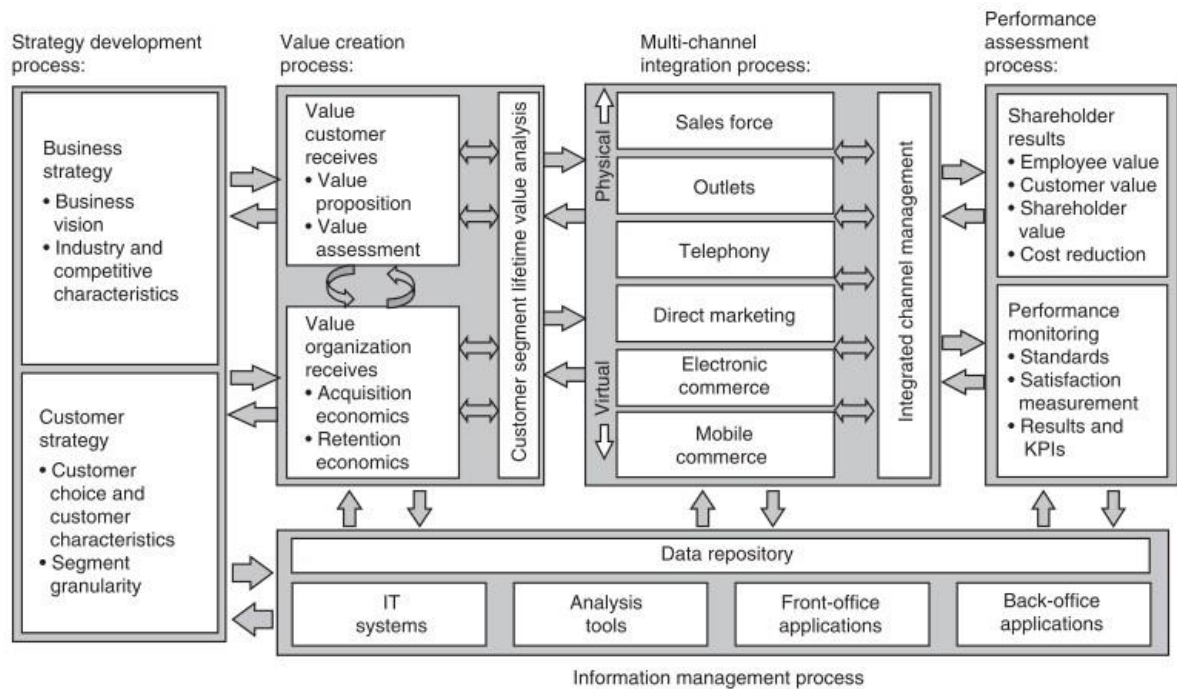 Strategy development
process:
Business
strategy
• Business
vision
• Industry and
competitive
characteristics
Customer
strategy
• Customer
choice and
customer
characteristics
• Segment
granularity
Value creation
process:
Value
customer
receives
• Value
proposition
• Value
assessment
Value
organization
receives
• Acquisition
economics
• Retention
economics
Customer segment lifetime value analysis
Multi-channel
integration process:
Physical
Virtual
Sales force
Outlets
Telephony
Direct marketing
Electronic
commerce
Mobile
commerce
Integrated channel management
Performance
assessment
process:
Shareholder
results
• Employee value
• Customer value
• Shareholder
value
• Cost reduction
Performance
monitoring
• Standards
• Satisfaction
measurement
• Results and
KPIs
Data repository
IT
systems
Analysis
tools
Front-office
applications
Back-office
applications
Information management process